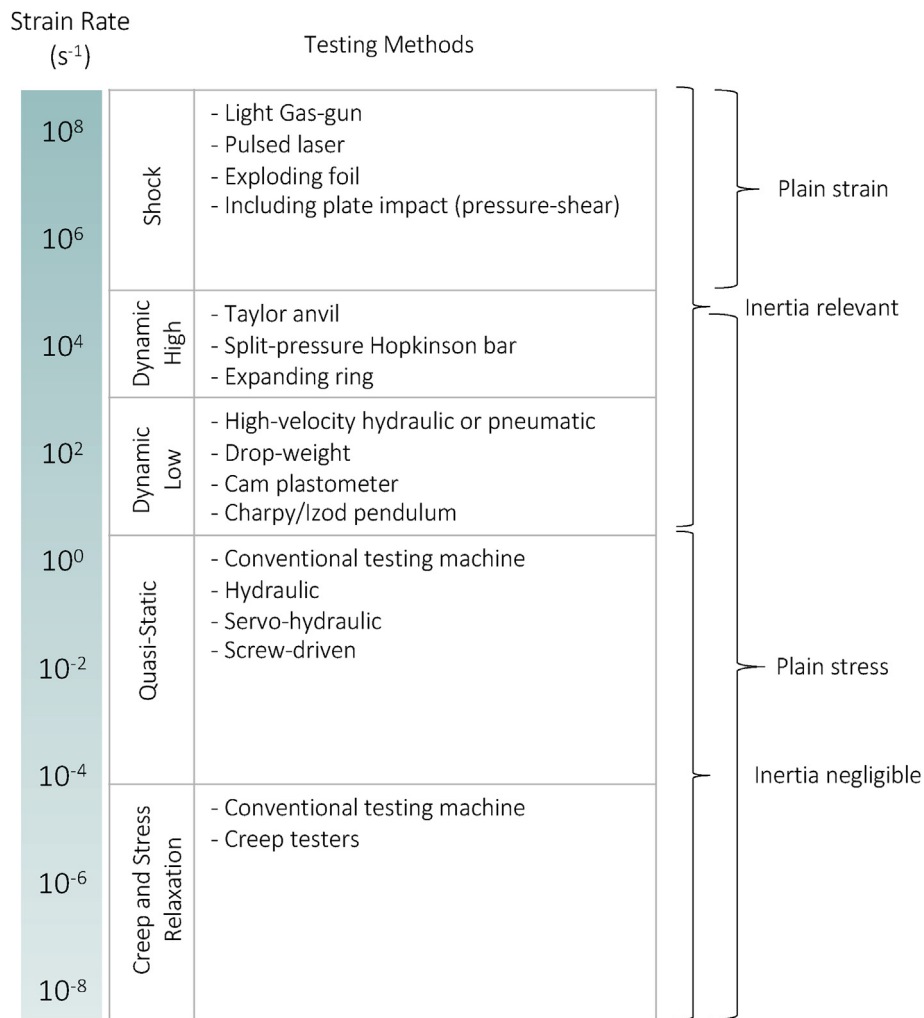 Strain Rate
(s⁻¹)
Testing Methods
10⁸
10⁶
10⁴
10²
10⁰
10⁻²
10⁻⁴
10⁻⁶
10⁻⁸
Shock
- Light Gas-gun
- Pulsed laser
- Exploding foil
- Including plate impact (pressure-shear)
Dynamic
High
- Taylor anvil
- Split-pressure Hopkinson bar
- Expanding ring
Dynamic
Low
- High-velocity hydraulic or pneumatic
- Drop-weight
- Cam plastometer
- Charpy/Izod pendulum
Quasi-Static
- Conventional testing machine
- Hydraulic
- Servo-hydraulic
- Screw-driven
Creep and Stress
Relaxation
- Conventional testing machine
- Creep testers
Plain strain
Inertia relevant
Plain stress
Inertia negligible